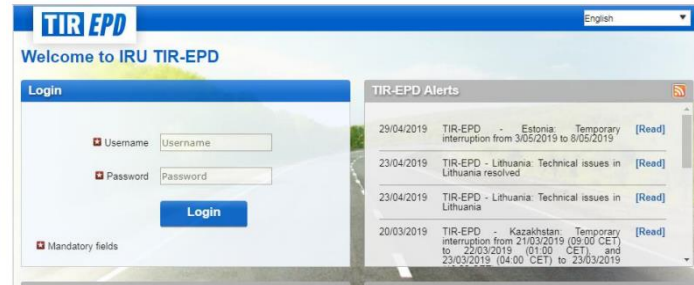 TIR EPD
English
Welcome to IRU TIR-EPD
Login
Username
Username
Password
Password
Login
Mandatory fields
TIR-EPD Alerts
29/04/2019 TIR-EPD - Estonia: Temporary [Read]
interruption from 3/05/2019 to 8/05/2019
23/04/2019 TIR-EPD - Lithuania: Technical issues in [Read]
Lithuania resolved
23/04/2019 TIR-EPD - Lithuania: Technical issues in [Read]
Lithuania
20/03/2019 TIR-EPD - Kazakhstan: Temporary [Read]
interruption from 21/03/2019 (09:00 CET)
to 22/03/2019 (01:00 CET) and
23/03/2019 (04:00 CET) to 23/03/2019